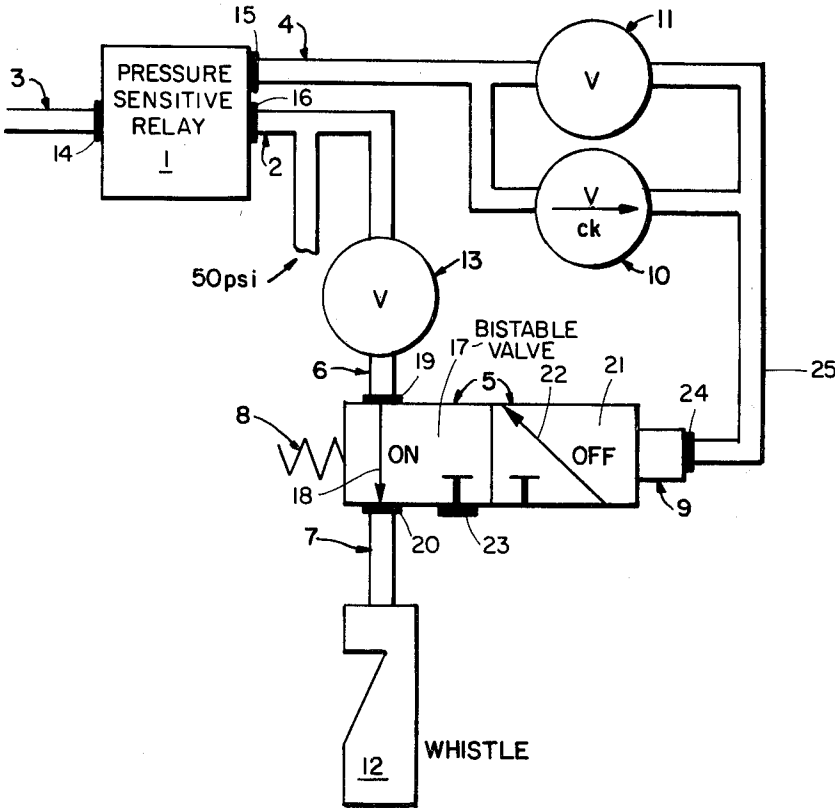 15
4
11
3
PRESSURE
SENSITIVE
RELAY
16
V
14
1
2
V
ck
50psi
13
10
V
17
BISTABLE
VALVE
6
19
5
22
21
25
24
8
ON
OFF
18
9
7
20
23
12
WHISTLE